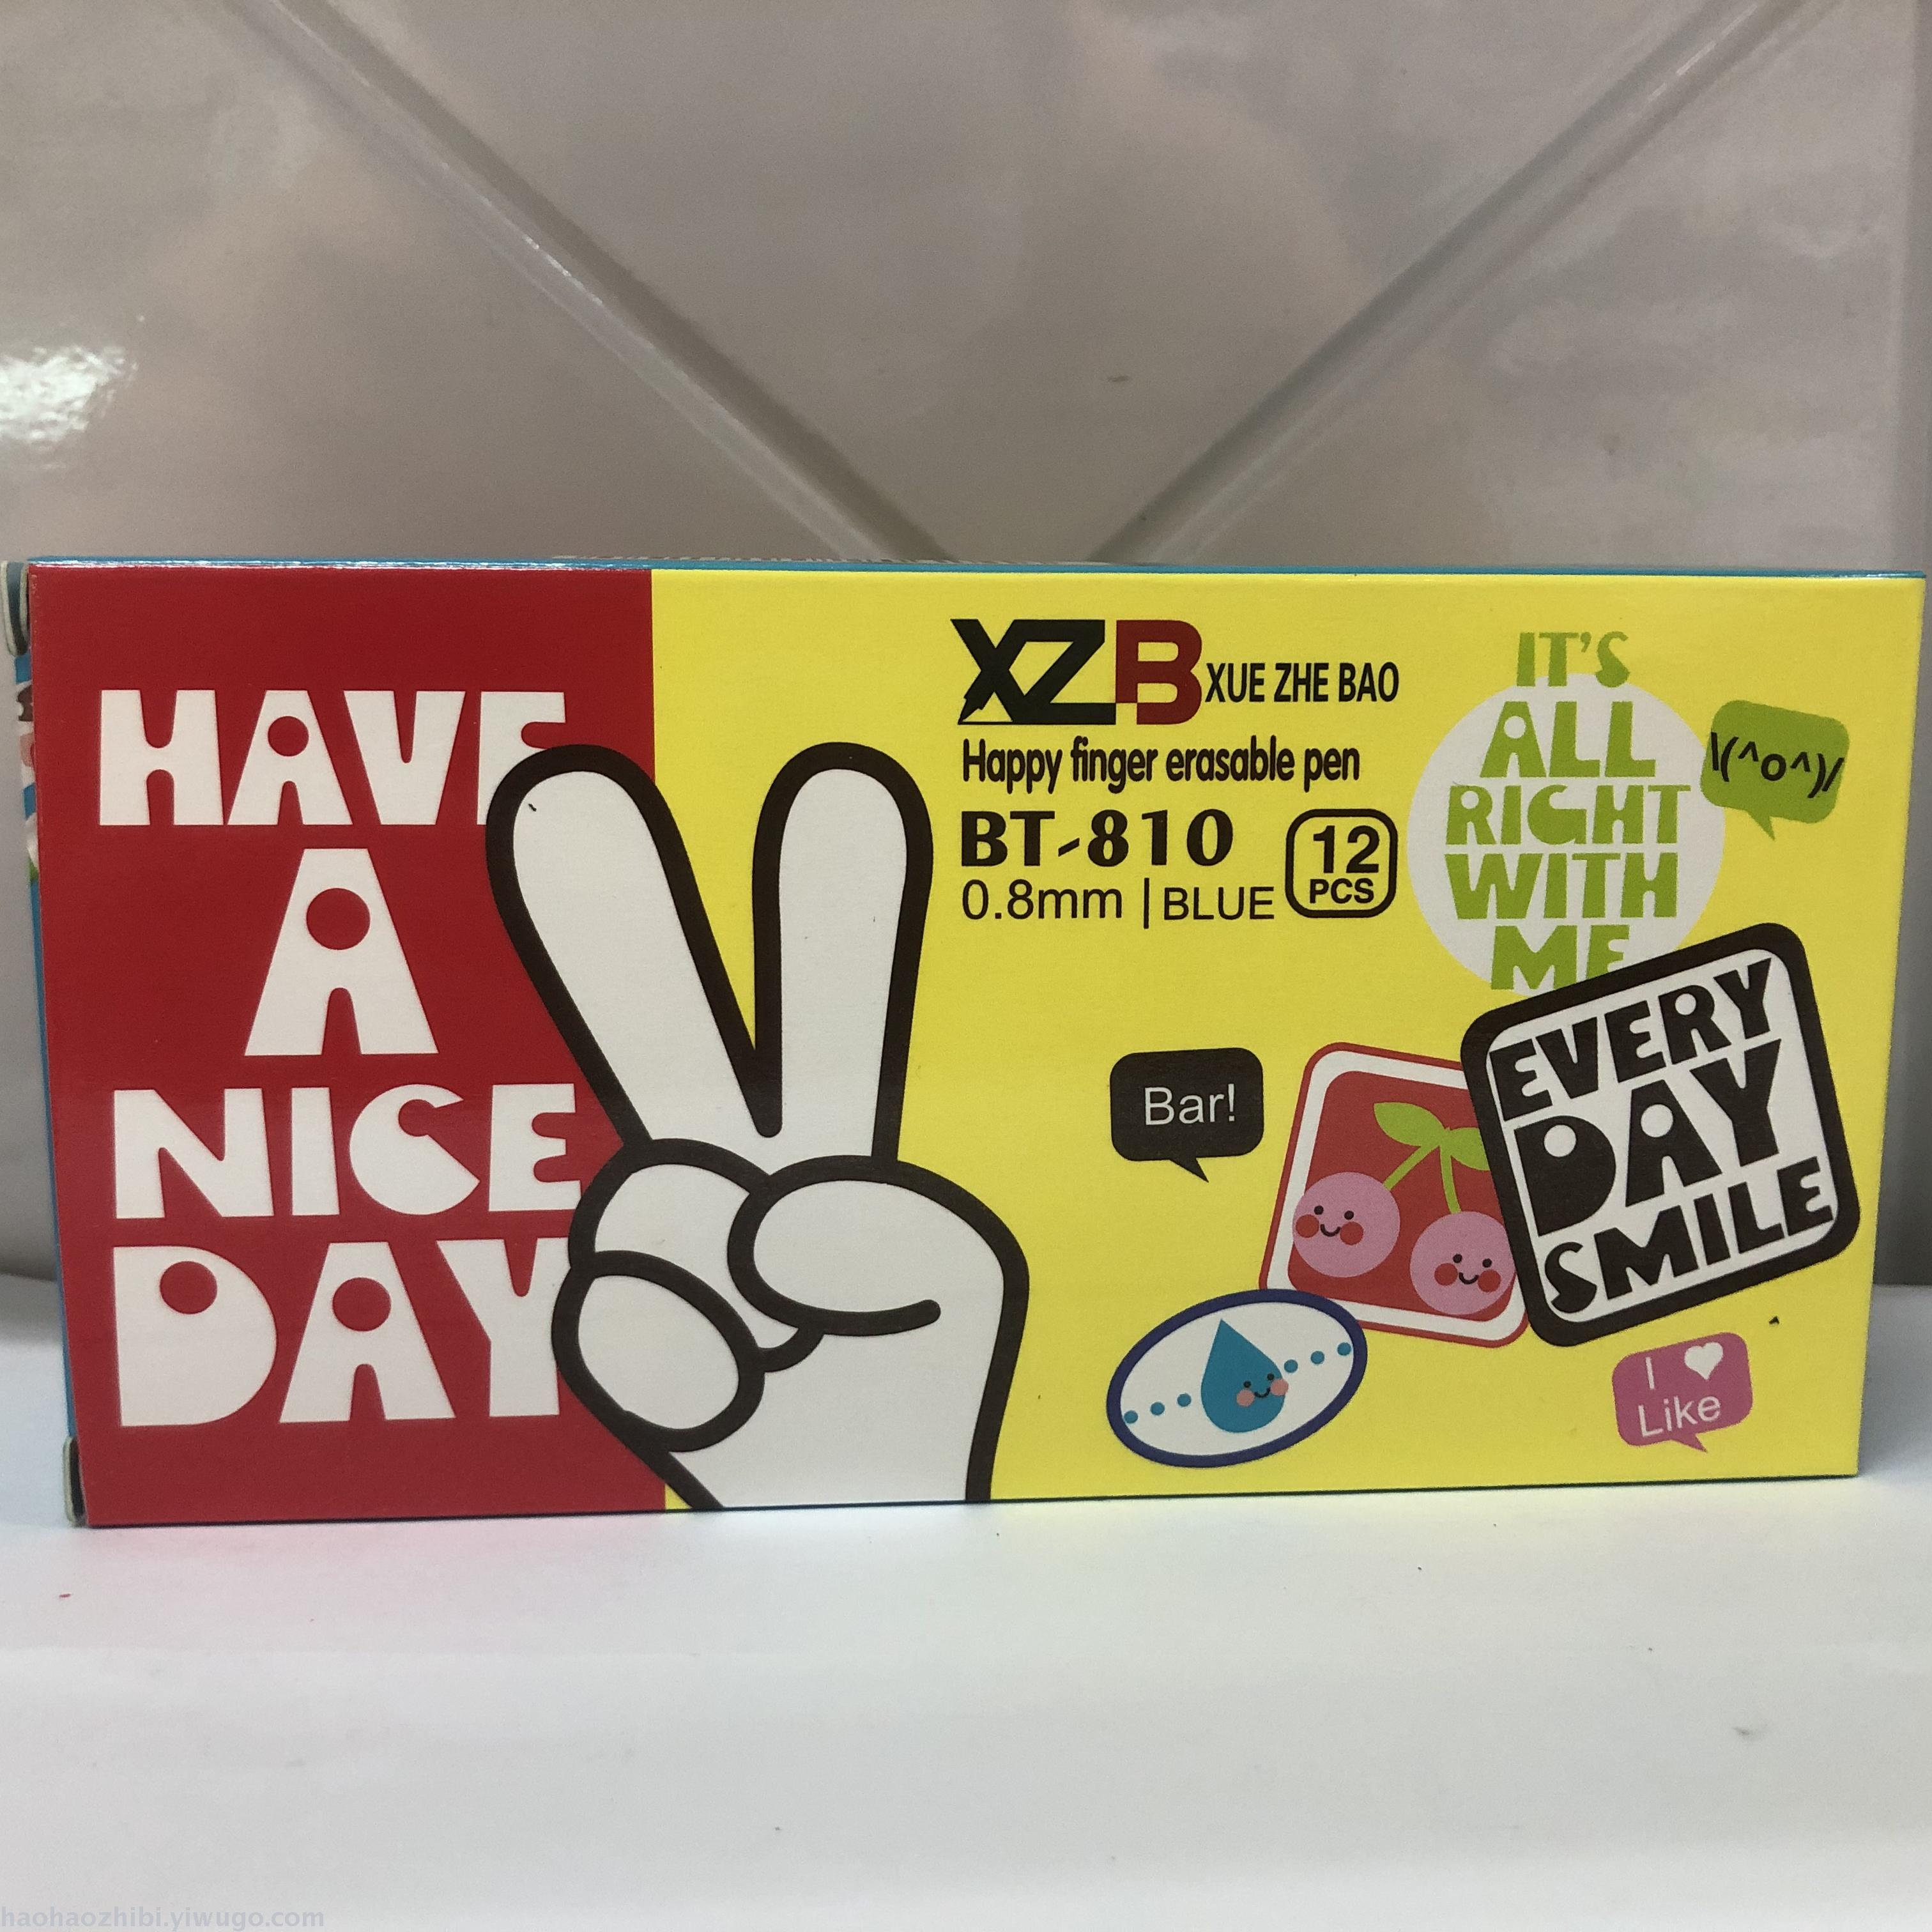 HAVE
A
NICE
DAY
XZB XUE ZHE BAO
Happy finger erasable pen
BT-810
0.8mm | BLUE
12
PCS
IT'S
ALL
RIGHT
WITH
ME
\(^o^)/
EVERY
DAY
SMILE
Bar!
I ♥
Like
haohaozhibi.yiwugo.com